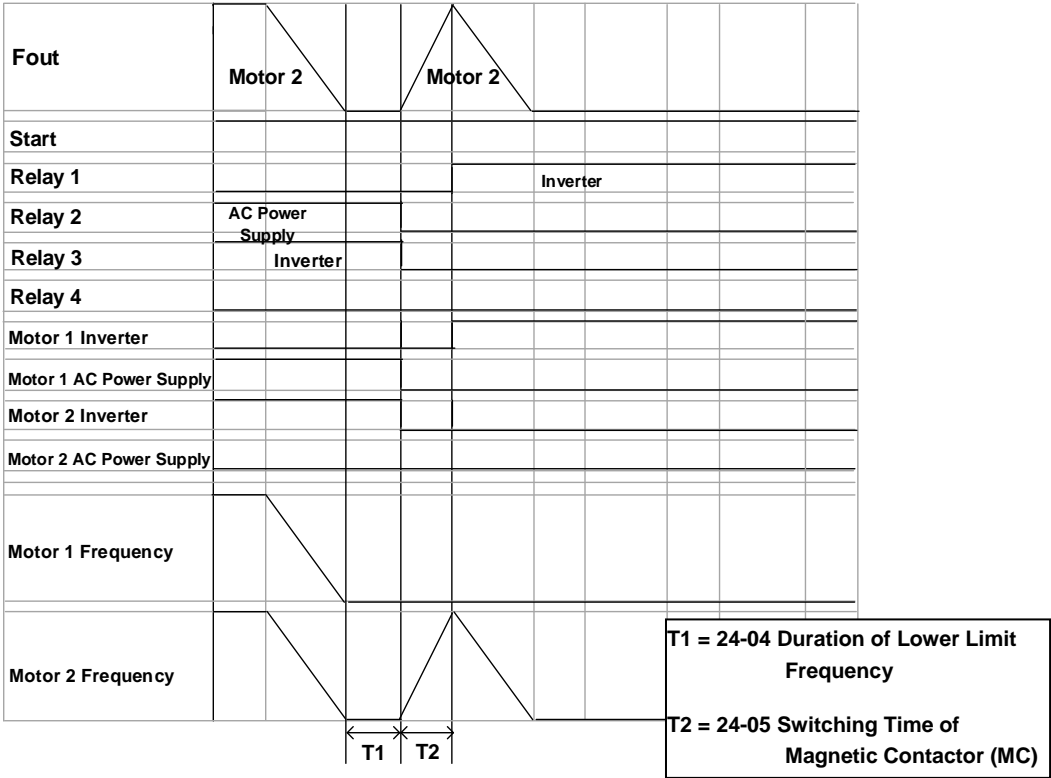 Fout
Motor 2
Motor 2
Start
Relay 1
Inverter
Relay 2
AC Power
Supply
Relay 3
Inverter
Relay 4
Motor 1 Inverter
Motor 1 AC Power Supply
Motor 2 Inverter
Motor 2 AC Power Supply
Motor 1 Frequency
Motor 2 Frequency
T1 = 24-04 Duration of Lower Limit
Frequency
T2 = 24-05 Switching Time of
Magnetic Contactor (MC)
T1
T2